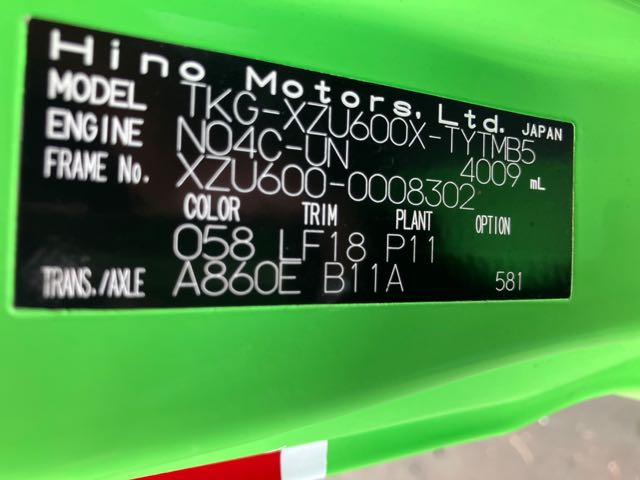 Hino Motors, Ltd. JAPAN
MODEL TKG-XZU600X-TYTMB5
ENGINE N04C-UN 4009 mL
FRAME No. XZU600-0008302
COLOR TRIM PLANT OPTION
058 LF18 P11
TRANS./AXLE A860E B11A 581